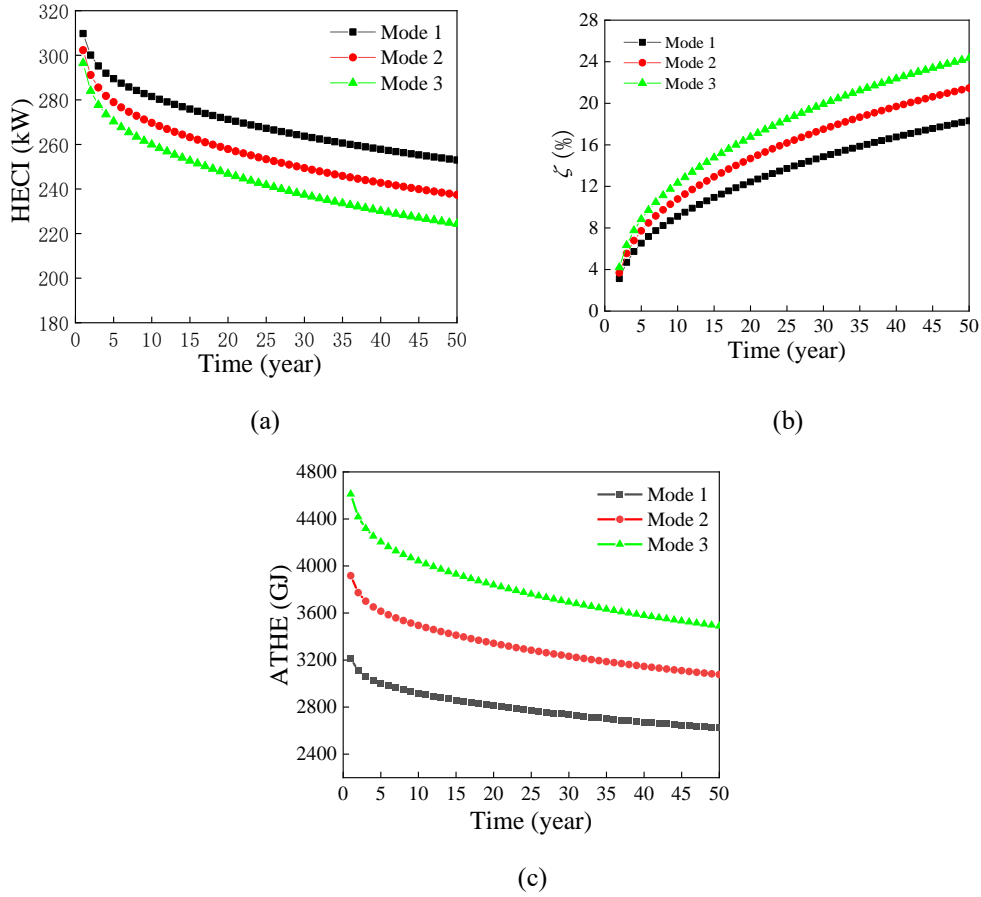 320
300
280
260
240
220
200
180
HECI (kW)
Mode 1
Mode 2
Mode 3
0 5 10 15 20 25 30 35 40 45 50
Time (year)
(a)
28
24
20
16
12
8
4
0
ζ (%)
Mode 1
Mode 2
Mode 3
0 5 10 15 20 25 30 35 40 45 50
Time (year)
(b)
4800
4400
4000
3600
3200
2800
2400
ATHE (GJ)
Mode 1
Mode 2
Mode 3
0 5 10 15 20 25 30 35 40 45 50
Time (year)
(c)